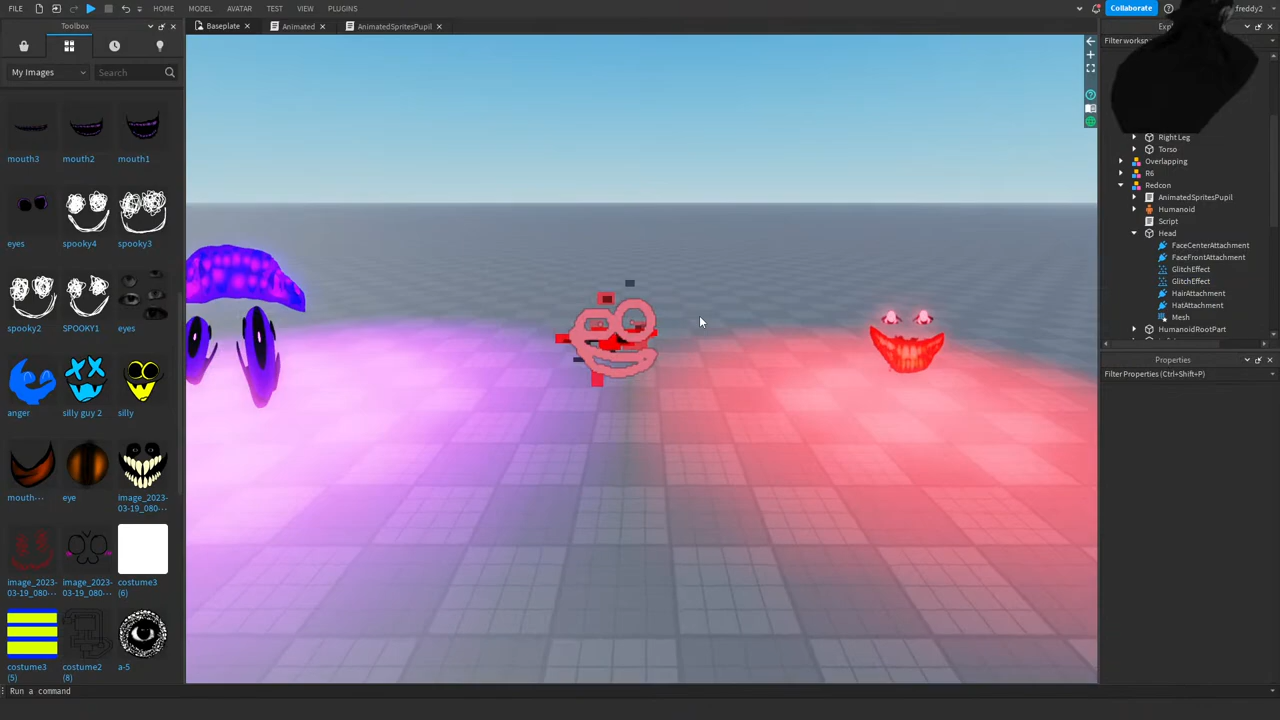 FILE
HOME MODEL AVATAR TEST VIEW PLUGINS
Collaborate
freddy2
Toolbox
Baseplate
Animated
AnimatedSpritesPupil
My Images
Search
mouth3 mouth2 mouth1
eyes spooky4 spooky3
spooky2 SPOOKY1 eyes
anger silly guy 2 silly
mouth··· eye image_2023-
03-19_080···
image_2023-
03-19_080···
image_2023-
03-19_080···
costume3
(6)
costume3
(5)
costume2
(8)
a-5
Run a command
Filter worksp
Right Leg
Torso
Overlapping
R6
Redcon
AnimatedSpritesPupil
Humanoid
Script
Head
FaceCenterAttachment
FaceFrontAttachment
GlitchEffect
GlitchEffect
HairAttachment
HatAttachment
Mesh
HumanoidRootPart
Properties
Filter Properties (Ctrl+Shift+P)